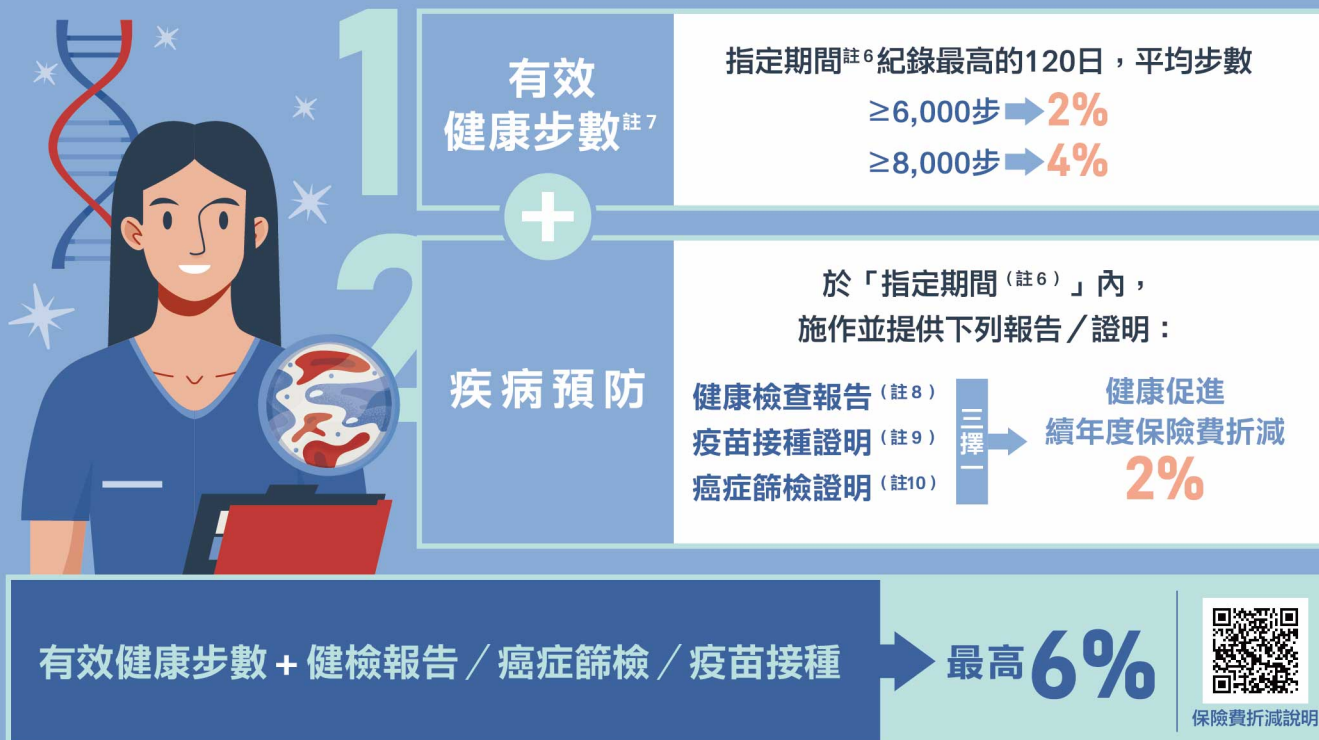 1
有效
健康步數註7
指定期間註6紀錄最高的120日，平均步數
≥6,000步 2%
≥8,000步 4%
+
2
疾病預防
於「指定期間（註6）」內，
施作並提供下列報告／證明：
健康檢查報告（註8）
疫苗接種證明（註9）
癌症篩檢證明（註10）
三擇一
健康促進
續年度保險費折減
2%
有效健康步數+健檢報告／癌症篩檢／疫苗接種
最高6%
保險費折減說明